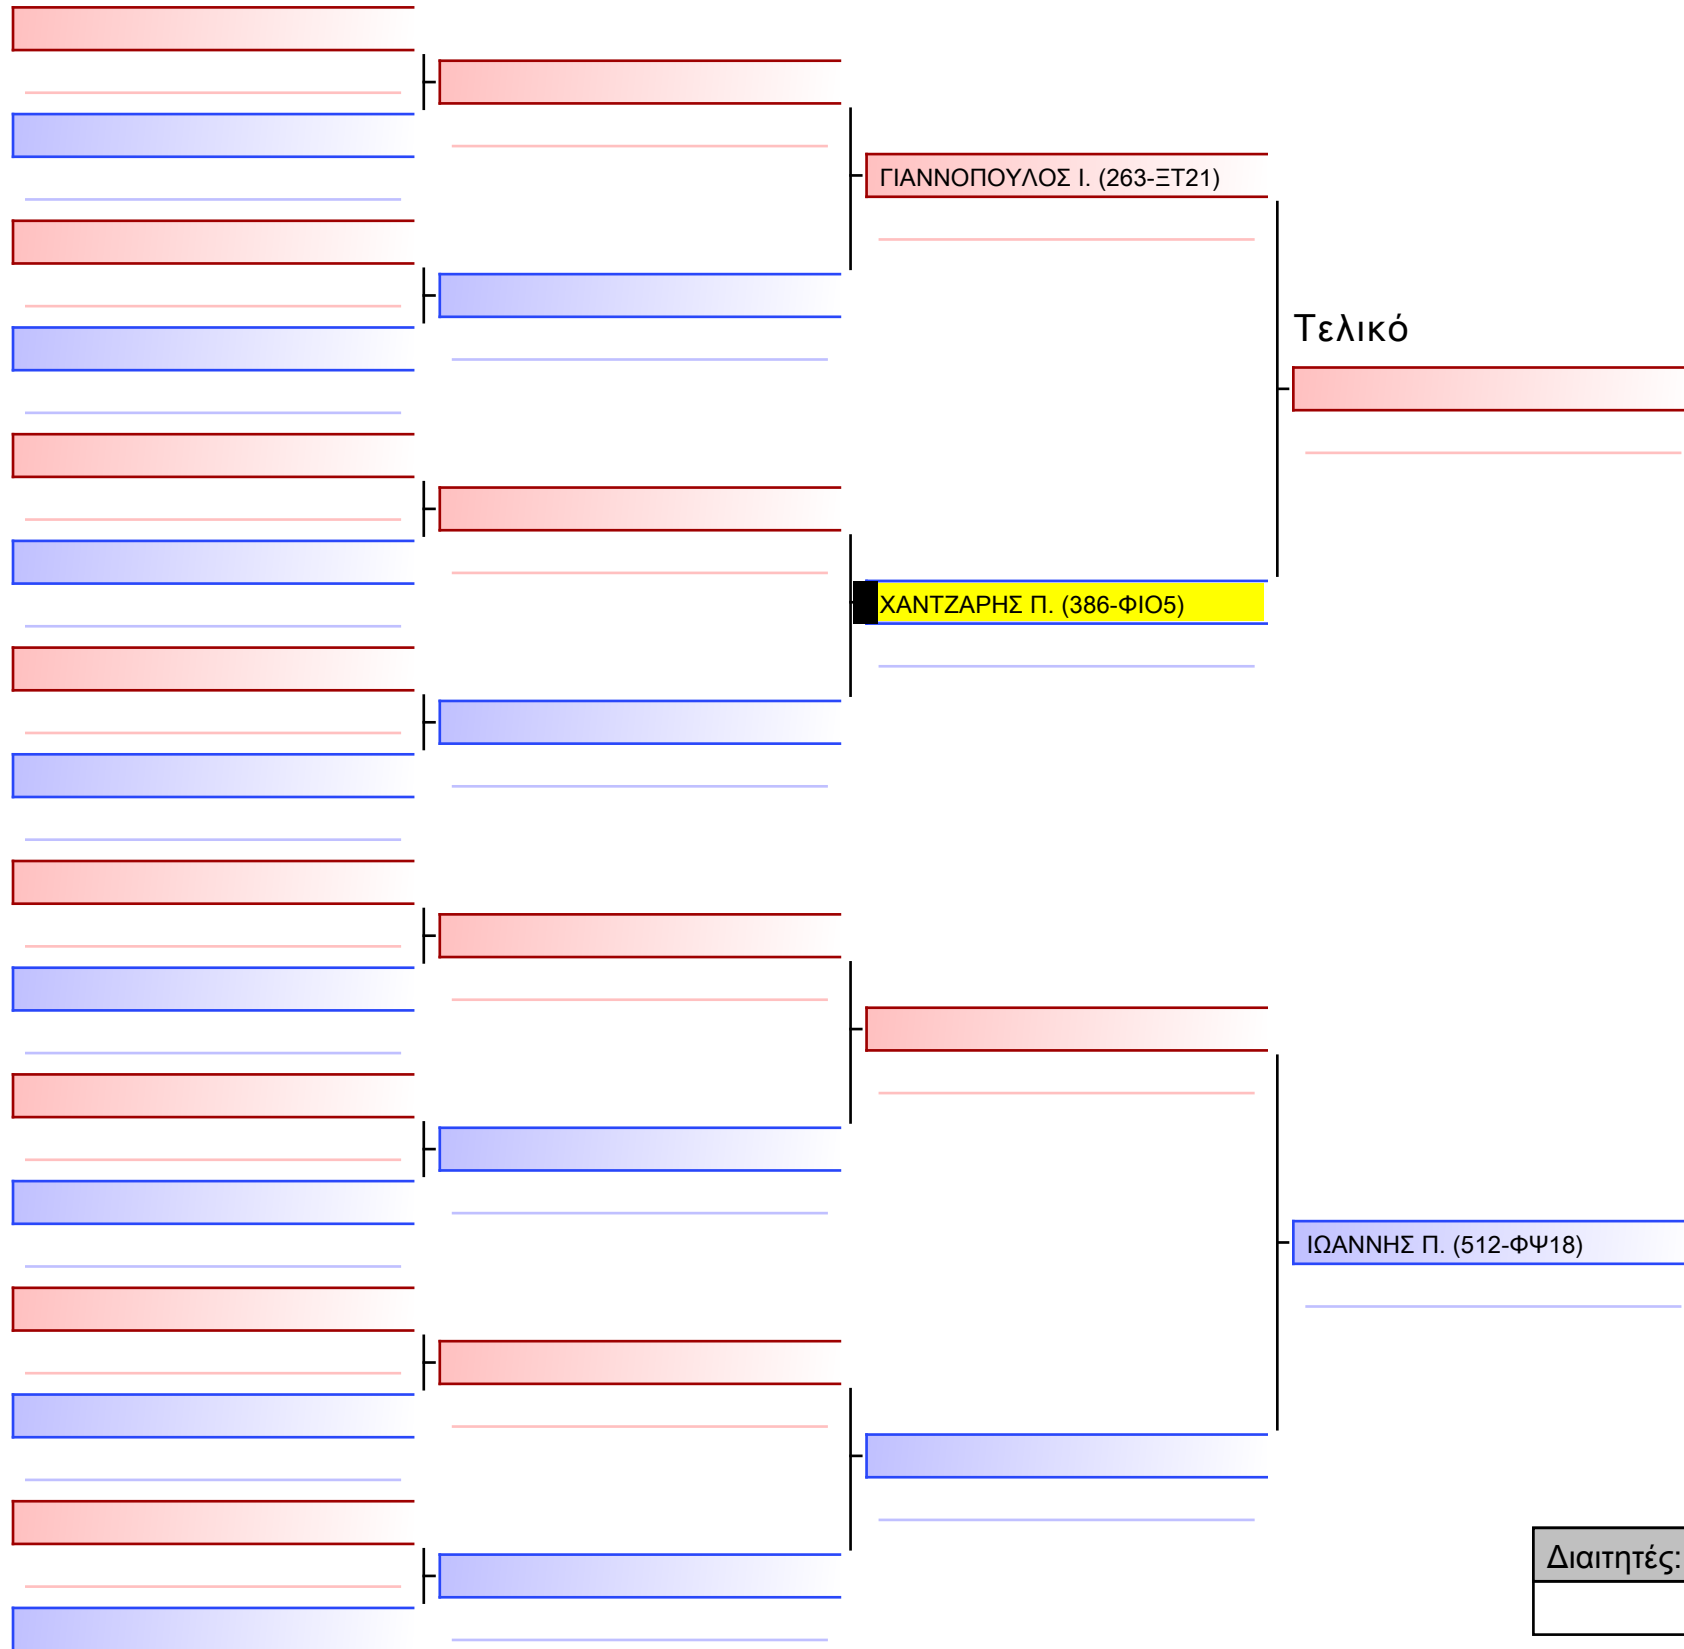 ΓΙΑΝΝΟΠΟΥΛΟΣ Ι. (263-ΞΤ21)
Τελικό
ΧΑΝΤΖΑΡΗΣ Π. (386-ΦΙΟ5)
ΙΩΑΝΝΗΣ Π. (512-ΦΨ18)
Διαιτητές: